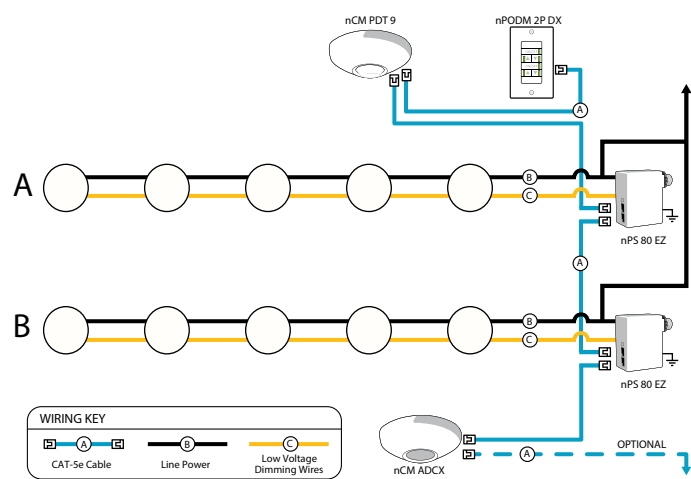 nCM PDT 9
nPODM 2P DX
A
A
B
C
nPS 80 EZ
A
B
B
C
nPS 80 EZ
WIRING KEY
A
B
C
CAT-5e Cable
Line Power
Low Voltage
Dimming Wires
nCM ADCX
A
OPTIONAL